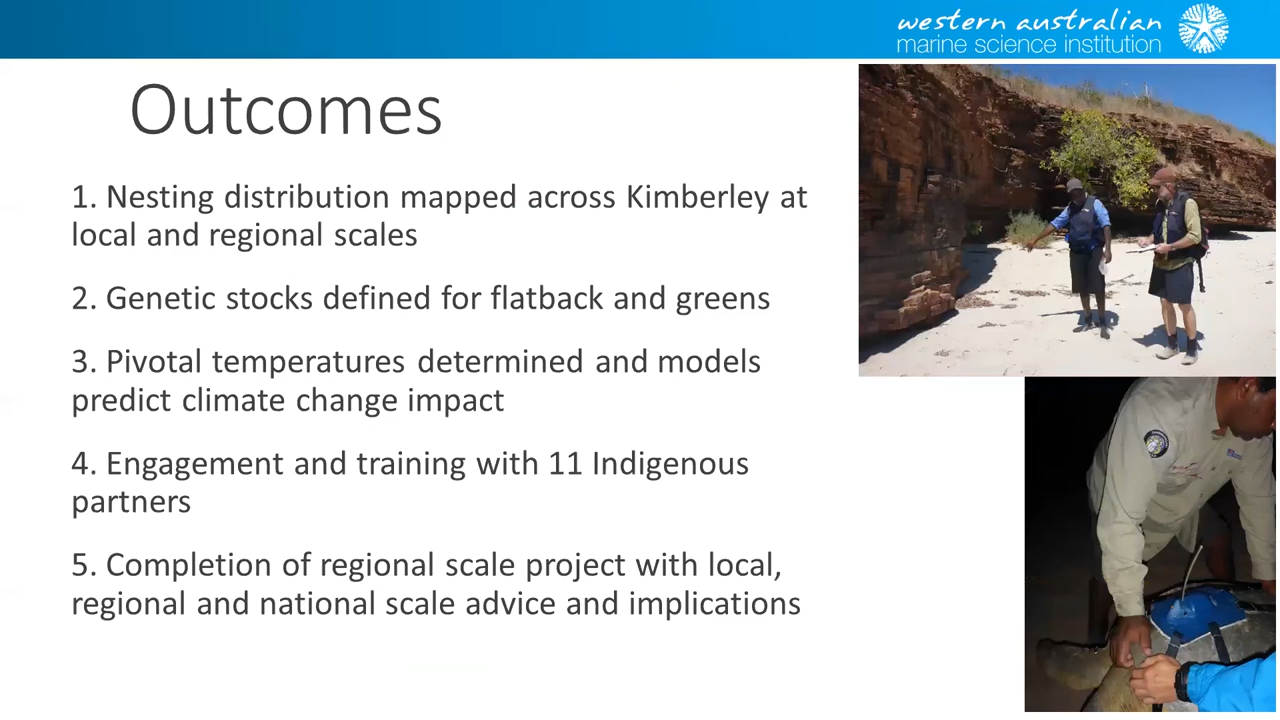 western australian
marine science institution
Outcomes
1. Nesting distribution mapped across Kimberley at
local and regional scales
2. Genetic stocks defined for flatback and greens
3. Pivotal temperatures determined and models
predict climate change impact
4. Engagement and training with 11 Indigenous
partners
5. Completion of regional scale project with local,
regional and national scale advice and implications